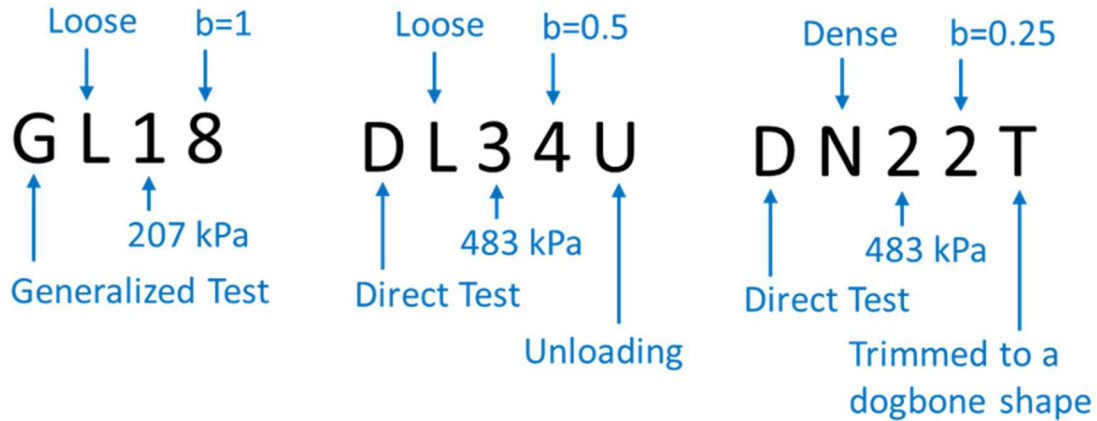 Loose b=1
G L 1 8
207 kPa
Generalized Test
Loose b=0.5
D L 3 4 U
483 kPa
Direct Test
Unloading
Dense b=0.25
D N 2 2 T
483 kPa
Direct Test
Trimmed to a
dogbone shape